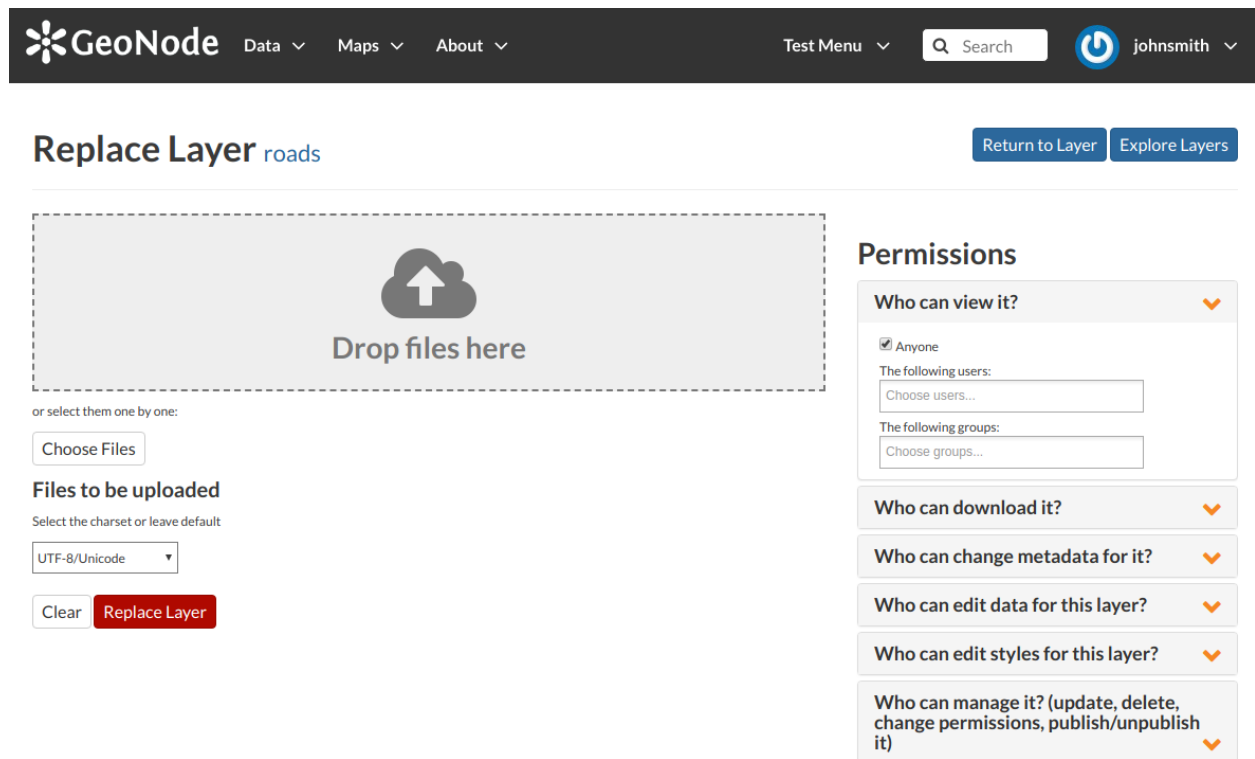 GeoNode Data Maps About Test Menu Search johnsmith
Replace Layer roads
Return to Layer Explore Layers
Drop files here
or select them one by one:
Choose Files
Files to be uploaded
Select the charset or leave default
UTF-8/Unicode
Clear Replace Layer
Permissions
Who can view it?
Anyone
The following users:
Choose users...
The following groups:
Choose groups...
Who can download it?
Who can change metadata for it?
Who can edit data for this layer?
Who can edit styles for this layer?
Who can manage it? (update, delete,
change permissions, publish/unpublish
it)